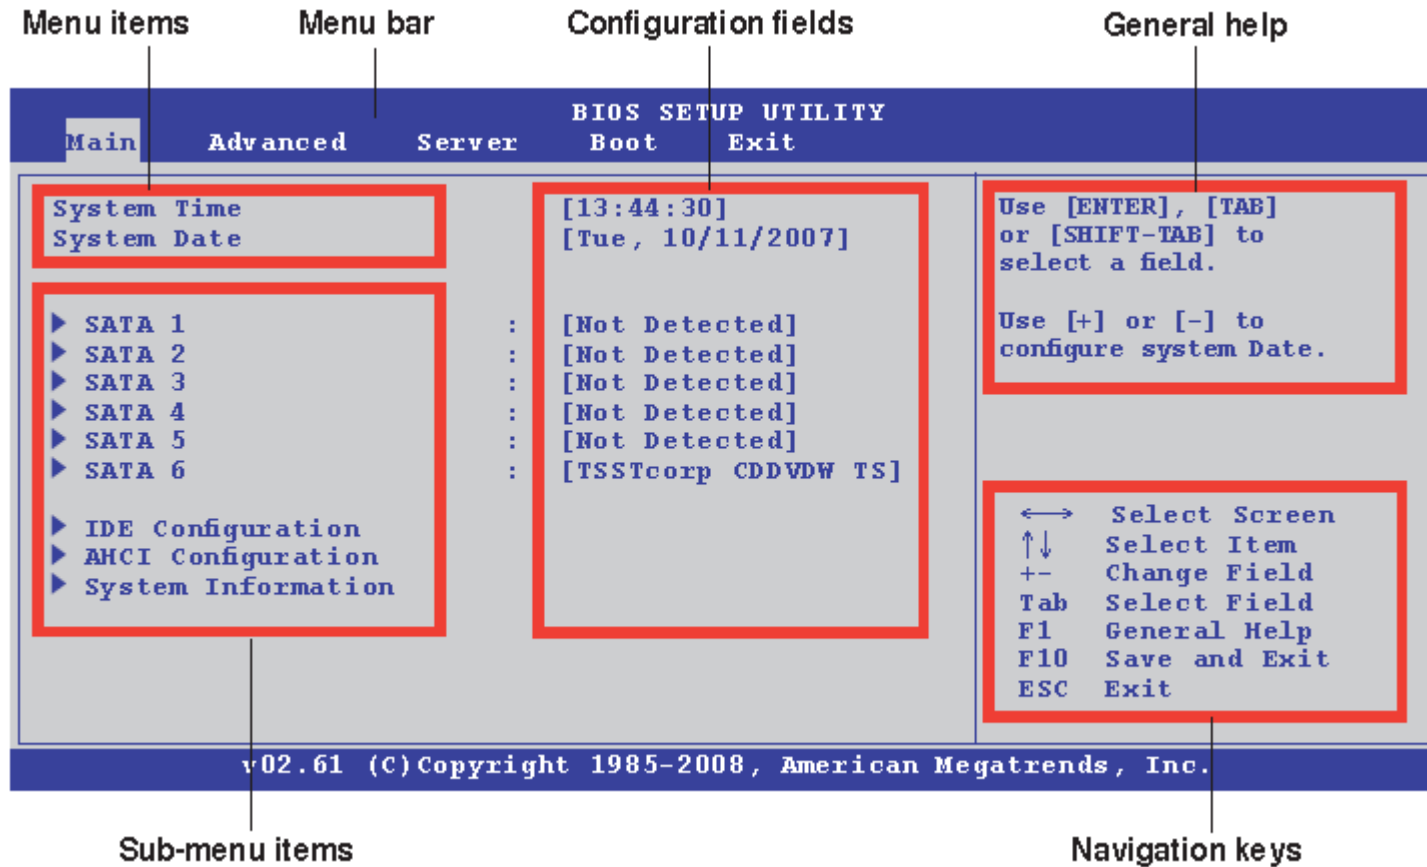 Menu items Menu bar Configuration fields General help
BIOS SETUP UTILITY
Main Advanced Server Boot Exit
System Time [13:44:30]
System Date [Tue, 10/11/2007]
SATA 1 : [Not Detected]
SATA 2 : [Not Detected]
SATA 3 : [Not Detected]
SATA 4 : [Not Detected]
SATA 5 : [Not Detected]
SATA 6 : [TSSTcorp CDDVDW TS]
IDE Configuration
AHCI Configuration
System Information
Use [ENTER], [TAB]
or [SHIFT-TAB] to
select a field.
Use [+] or [-] to
configure system Date.
←→ Select Screen
↑↓ Select Item
+- Change Field
Tab Select Field
F1 General Help
F10 Save and Exit
ESC Exit
v02.61 (C)Copyright 1985-2008, American Megatrends, Inc.
Sub-menu items Navigation keys